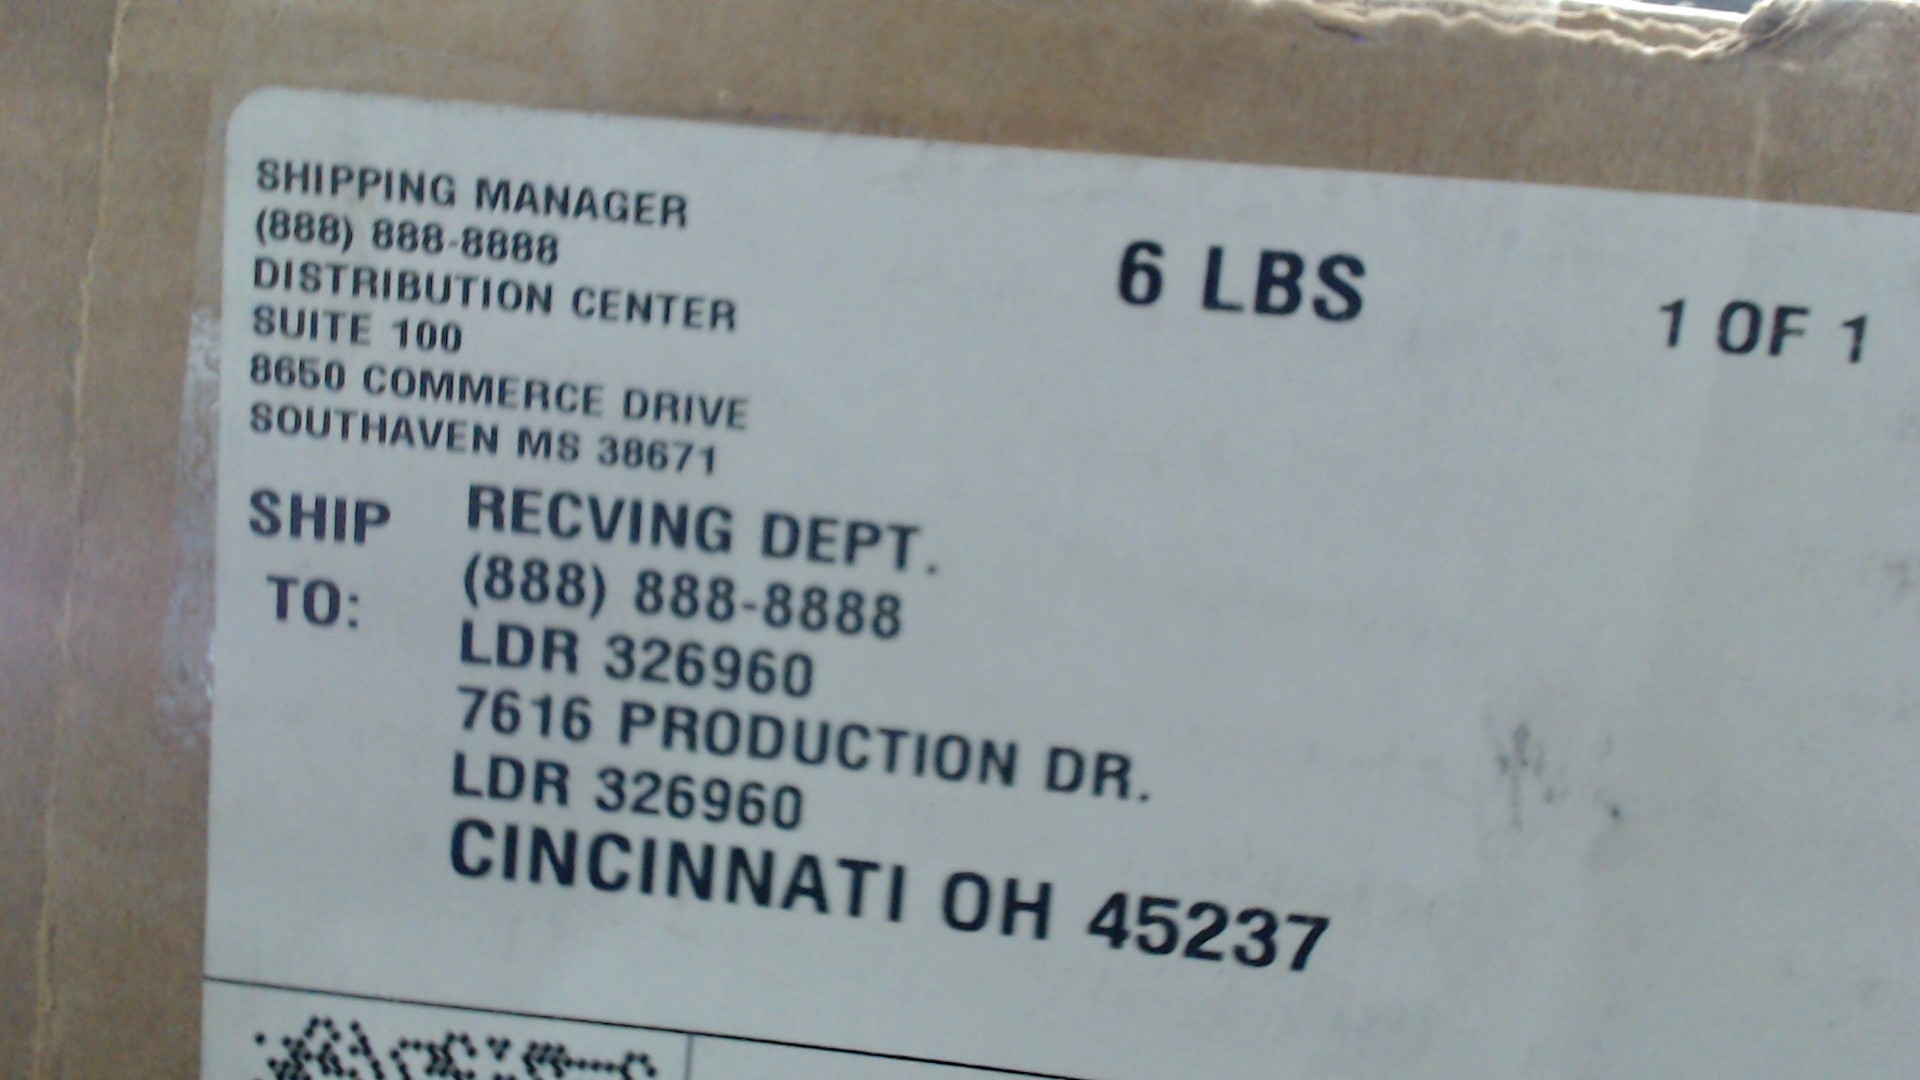 SHIPPING MANAGER
(888) 888-8888
DISTRIBUTION CENTER
SUITE 100
8650 COMMERCE DRIVE
SOUTHAVEN MS 38671
6 LBS
1 OF 1
SHIP TO:
RECVING DEPT.
(888) 888-8888
LDR 326960
7616 PRODUCTION DR.
LDR 326960
CINCINNATI OH 45237